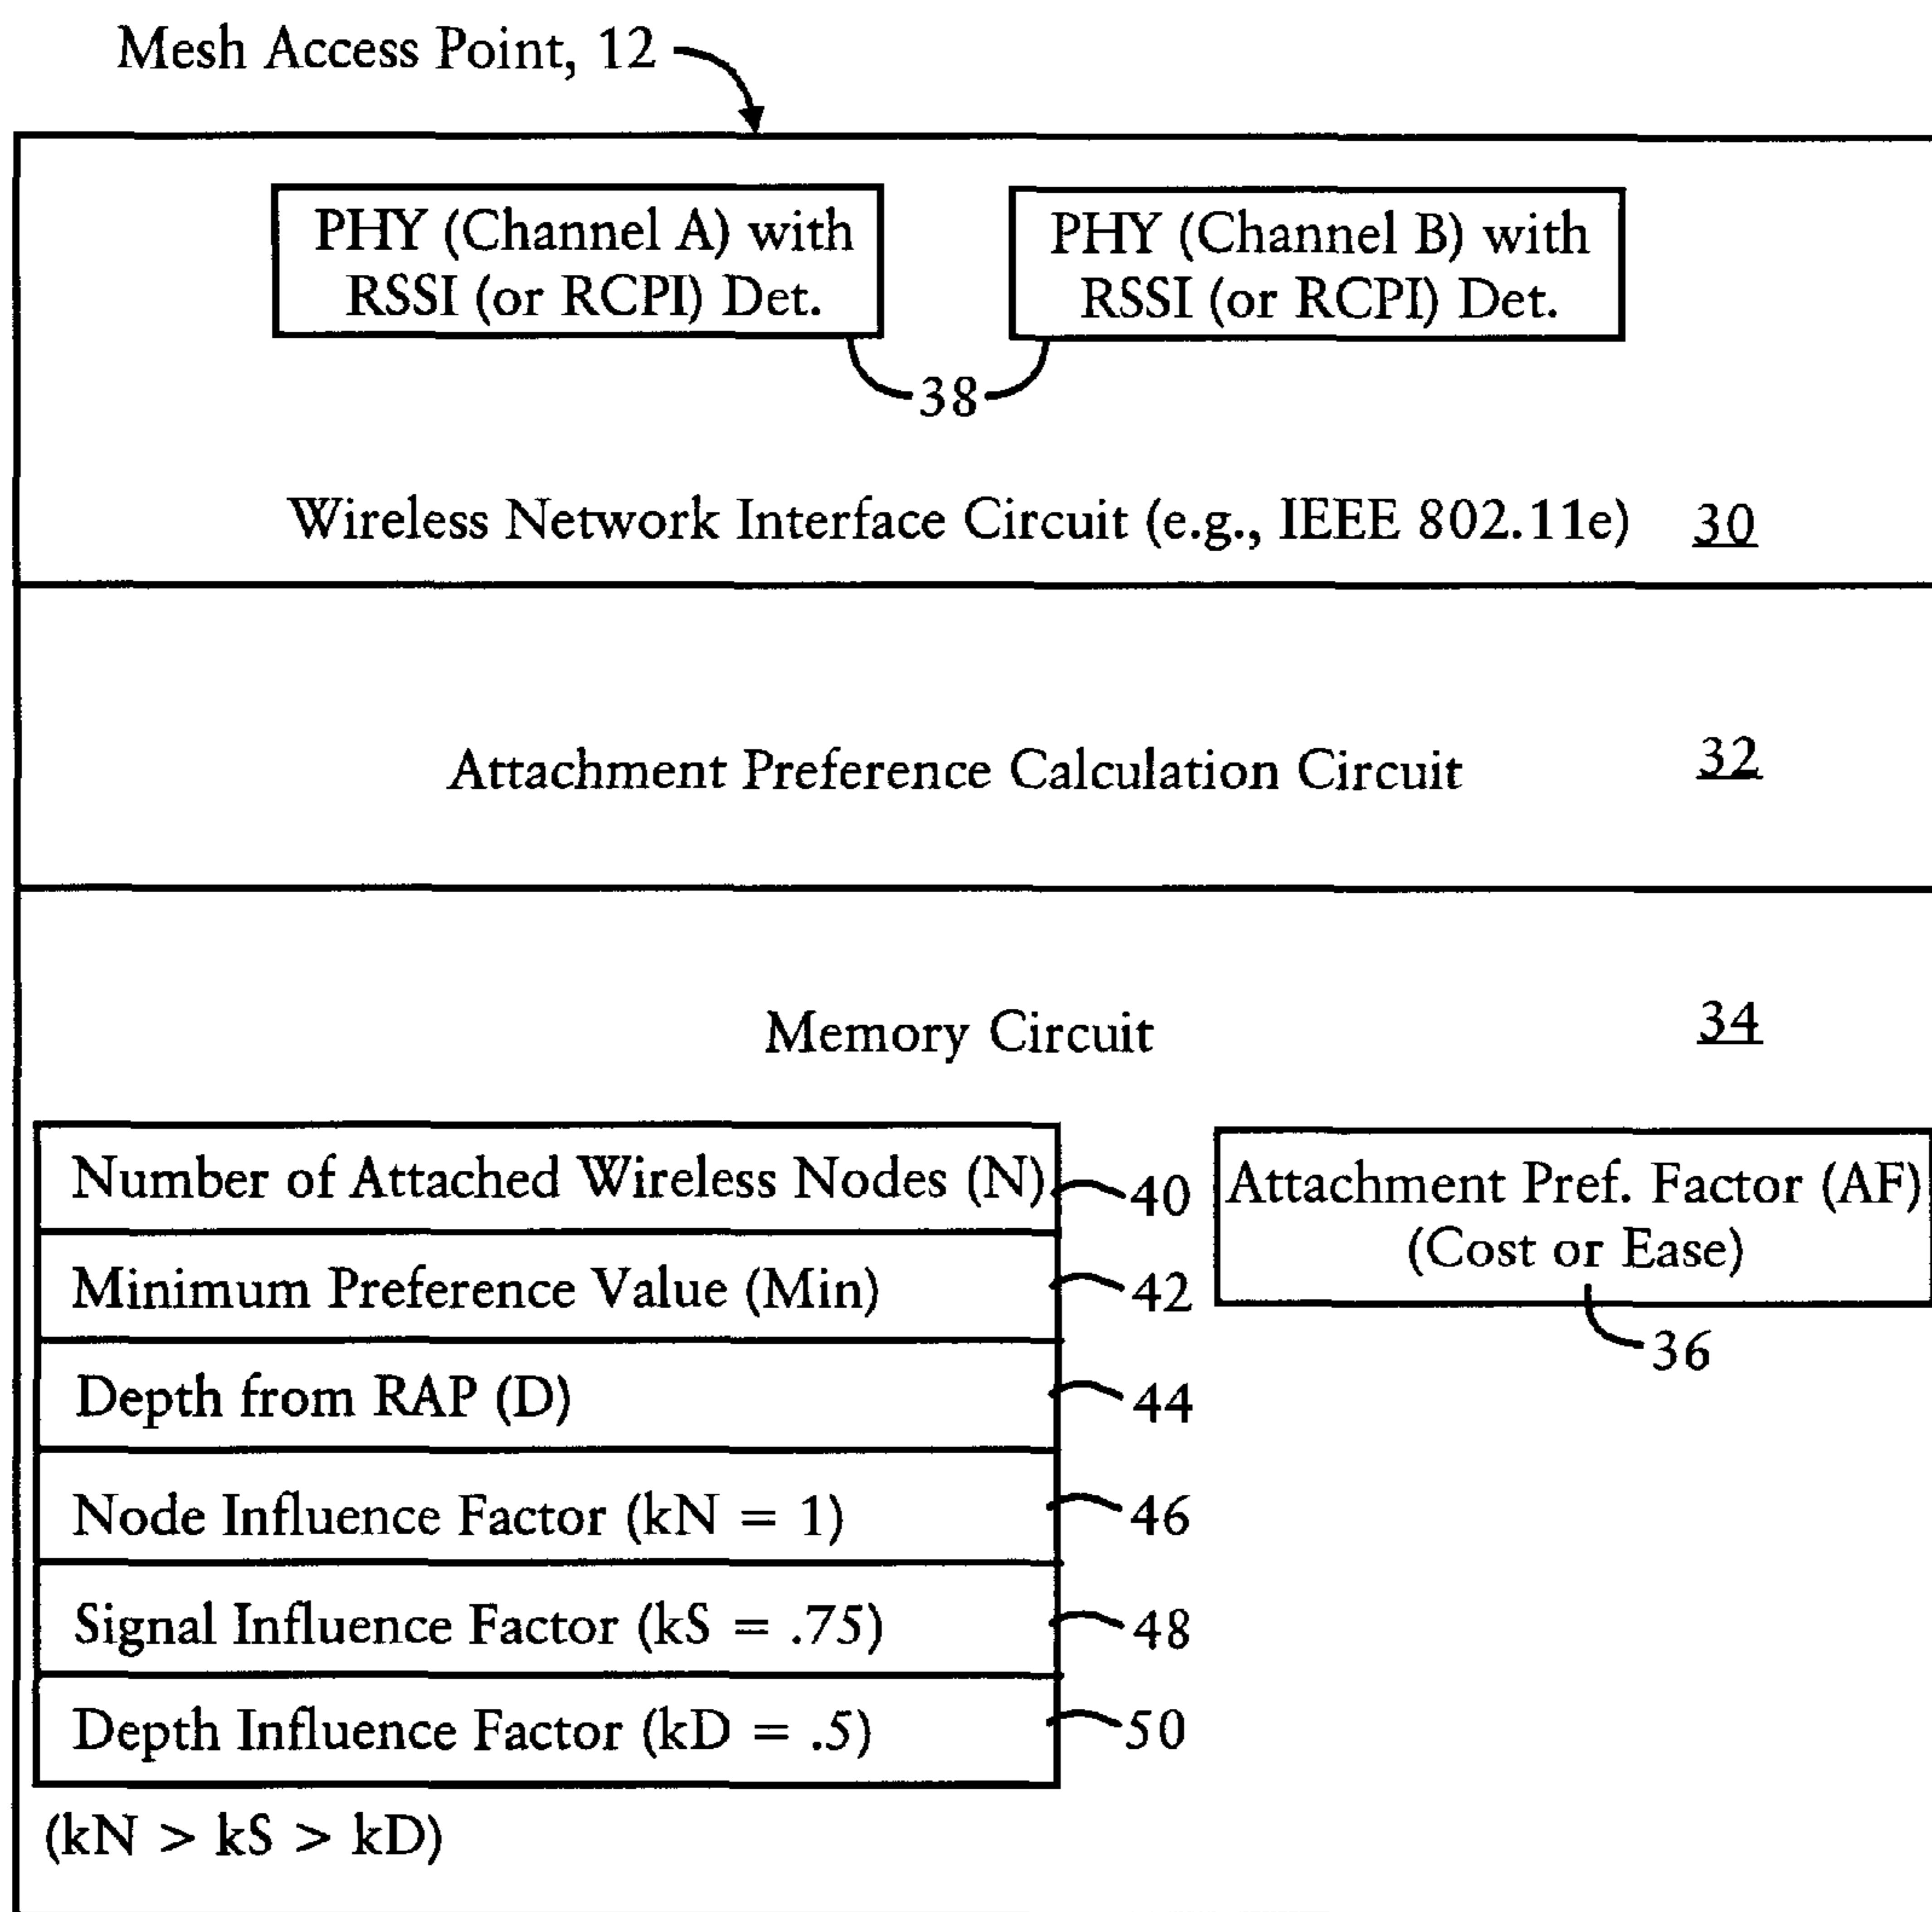 Mesh Access Point, 12
PHY (Channel A) with
RSSI (or RCPI) Det.
PHY (Channel B) with
RSSI (or RCPI) Det.
38
Wireless Network Interface Circuit (e.g., IEEE 802.11e) 30
Attachment Preference Calculation Circuit 32
Memory Circuit 34
Number of Attached Wireless Nodes (N) 40
Attachment Pref. Factor (AF)
(Cost or Ease)
36
Minimum Preference Value (Min) 42
Depth from RAP (D) 44
Node Influence Factor (kN = 1) 46
Signal Influence Factor (kS = .75) 48
Depth Influence Factor (kD = .5) 50
(kN > kS > kD)